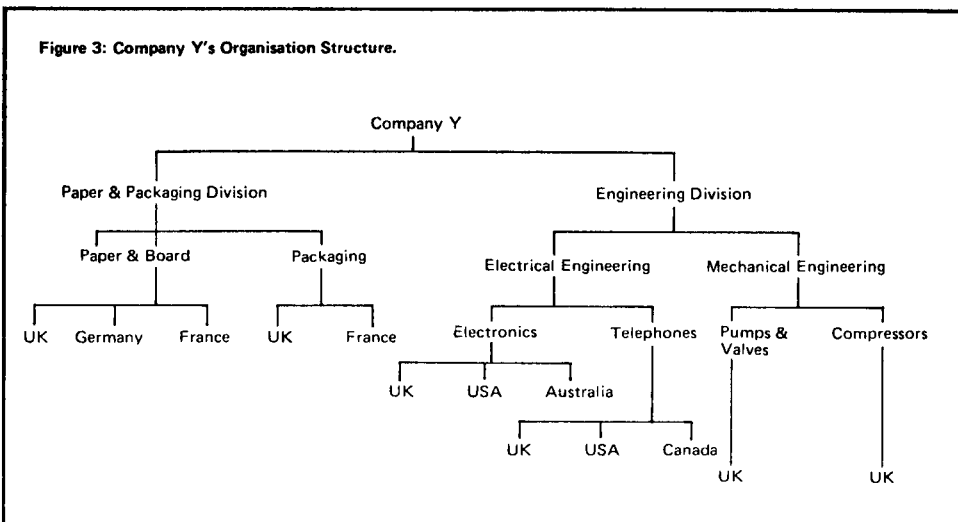 Figure 3: Company Y's Organisation Structure.
Company Y
Paper & Packaging Division Engineering Division
Paper & Board Packaging Electrical Engineering Mechanical Engineering
UK Germany France UK France Electronics Telephones Pumps & Compressors
Valves
UK USA Australia
UK USA Canada
UK UK